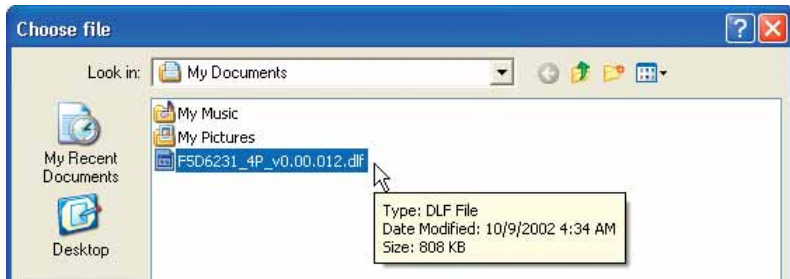 Choose file
Look in: My Documents
My Music
My Pictures
F5D6231_4P_v0.00.012.dlf
My Recent
Documents
Desktop
Type: DLF File
Date Modified: 10/9/2002 4:34 AM
Size: 808 KB